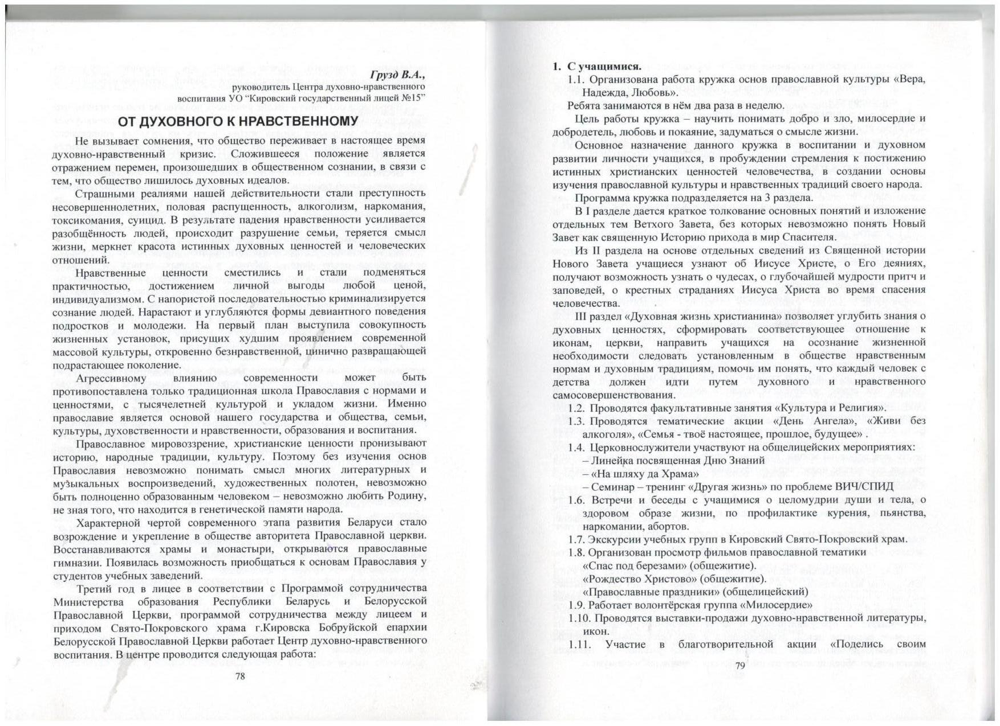 Грузд В.А.,
руководитель Центра духовно-нравственного
воспитания УО “Кировский государственный лицей №15”
ОТ ДУХОВНОГО К НРАВСТВЕННОМУ
Не вызывает сомнения, что общество переживает в настоящее время
духовно-нравственный кризис. Сложившееся положение является
отражением перемен, произошедших в общественном сознании, в связи с
тем, что общество лишилось духовных идеалов.
Страшными реалиями нашей действительности стали преступность
несовершеннолетних, половая распущенность, алкоголизм, наркомания,
токсикомания, суицид. В результате падения нравственности усиливается
разобщённость людей, происходит разрушение семьи, теряется смысл
жизни, меркнет красота истинных духовных ценностей и человеческих
отношений.
Нравственные ценности сместились и стали подменяться
практичностью, достижением личной выгоды любой ценой,
индивидуализмом. С напористой последовательностью криминализируется
сознание людей. Нарастают и углубляются формы девиантного поведения
подростков и молодежи. На первый план выступила совокупность
жизненных установок, присущих худшим проявлением современной
массовой культуры, откровенно безнравственной, цинично развращающей
подрастающее поколение.
Агрессивному влиянию современности может быть
противопоставлена только традиционная школа Православия с нормами и
ценностями, с тысячелетней культурой и укладом жизни. Именно
православие является основой нашего государства и общества, семьи,
культуры, духовственности и нравственности, образования и воспитания.
Православное мировоззрение, христианские ценности пронизывают
историю, народные традиции, культуру. Поэтому без изучения основ
Православия невозможно понимать смысл многих литературных и
музыкальных воспроизведений, художественных полотен, невозможно
быть полноценно образованным человеком – невозможно любить Родину,
не зная того, что находится в генетической памяти народа.
Характерной чертой современного этапа развития Беларуси стало
возрождение и укрепление в обществе авторитета Православной церкви.
Восстанавливаются храмы и монастыри, открываются православные
гимназии. Появилась возможность приобщаться к основам Православия у
студентов учебных заведений.
Третий год в лицее в соответствии с Программой сотрудничества
Министерства образования Республики Беларусь и Белорусской
Православной Церкви, программой сотрудничества между лицеем и
приходом Свято-Покровского храма г.Кировска Бобруйской епархии
Белорусской Православной Церкви работает Центр духовно-нравственного
воспитания. В центре проводится следующая работа:
78
1. С учащимися.
1.1. Организована работа кружка основ православной культуры «Вера,
Надежда, Любовь».
Ребята занимаются в нём два раза в неделю.
Цель работы кружка – научить понимать добро и зло, милосердие и
добродетель, любовь и покаяние, задуматься о смысле жизни.
Основное назначение данного кружка в воспитании и духовном
развитии личности учащихся, в пробуждении стремления к постижению
истинных христианских ценностей человечества, в создании основы
изучения православной культуры и нравственных традиций своего народа.
Программа кружка подразделяется на 3 раздела.
В I разделе дается краткое толкование основных понятий и изложение
отдельных тем Ветхого Завета, без которых невозможно понять Новый
Завет как священную Историю прихода в мир Спасителя.
Из II раздела на основе отдельных сведений из Священной истории
Нового Завета учащиеся узнают об Иисусе Христе, о Его деяниях,
получают возможность узнать о чудесах, о глубочайшей мудрости притч и
заповедей, о крестных страданиях Иисуса Христа во время спасения
человечества.
III раздел «Духовная жизнь христианина» позволяет углубить знания о
духовных ценностях, сформировать соответствующее отношение к
иконам, церкви, направить учащихся на осознание жизненной
необходимости следовать установленным в обществе нравственным
нормам и духовным традициям, помочь им понять, что каждый человек с
детства должен идти путем духовного и нравственного
самосовершенствования.
1.2. Проводятся факультативные занятия «Культура и Религия».
1.3. Проводятся тематические акции «День Ангела», «Живи без
алкоголя», «Семья - твоё настоящее, прошлое, будущее» .
1.4. Церковнослужители участвуют на общелицейских мероприятиях:
– Линейка посвященная Дню Знаний
– «На шляху да Храма»
– Семинар – тренинг «Другая жизнь» по проблеме ВИЧ/СПИД
1.6. Встречи и беседы с учащимися о целомудрии души и тела, о
здоровом образе жизни, по профилактике курения, пьянства,
наркомании, абортов.
1.7. Экскурсии учебных групп в Кировский Свято-Покровский храм.
1.8. Организован просмотр фильмов православной тематики
«Спас под березами» (общежитие).
«Рождество Христово» (общежитие).
«Православные праздники» (общелицейский)
1.9. Работает волонтёрская группа «Милосердие»
1.10. Проводятся выставки-продажи духовно-нравственной литературы,
икон.
1.11. Участие в благотворительной акции «Поделись своим
79